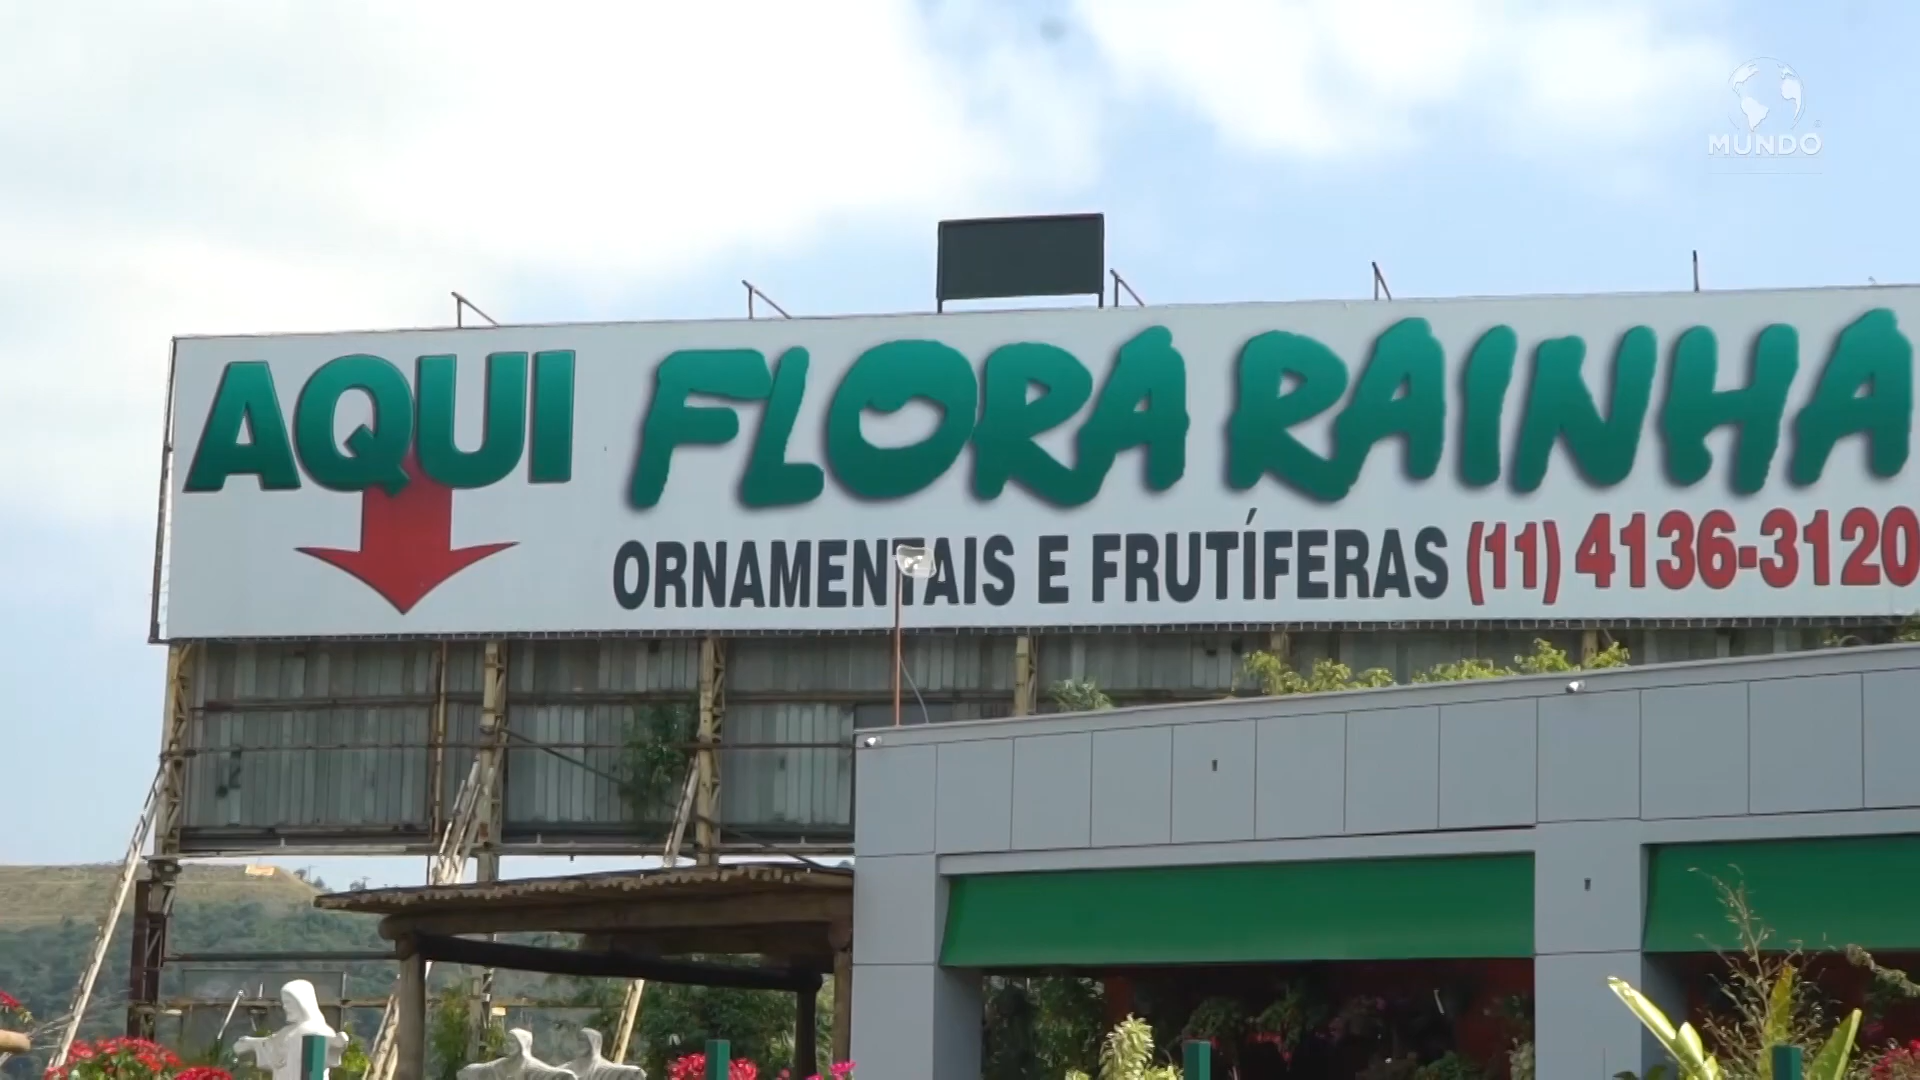 MUNDO
AQUI FLORA RAINHA
ORNAMENTAIS E FRUTÍFERAS (11) 4136-3120